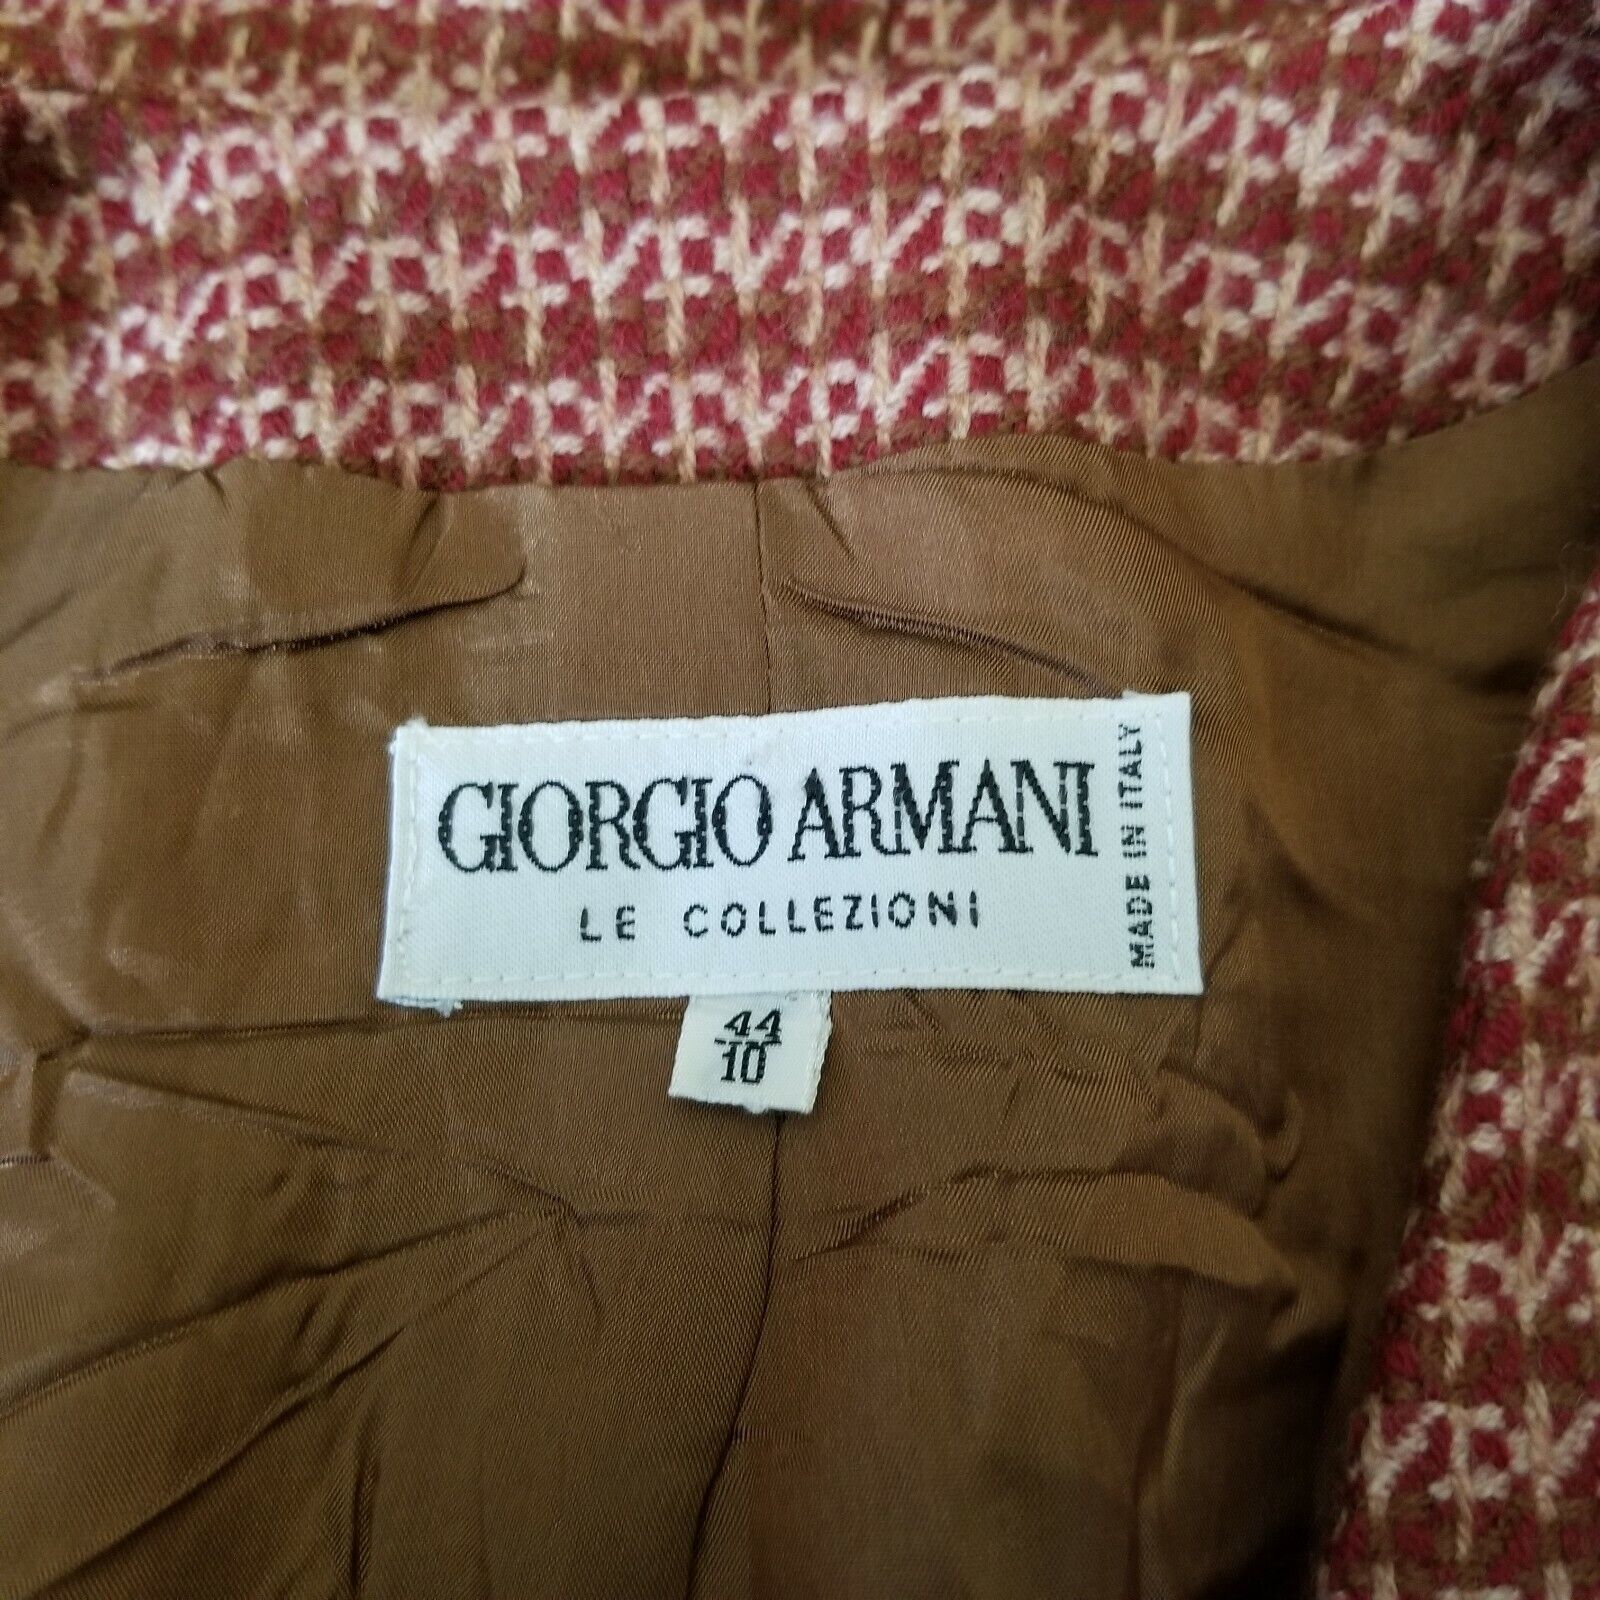 GIORGIO ARMANI
LE COLLEZIONI
MADE IN ITALY
44
10